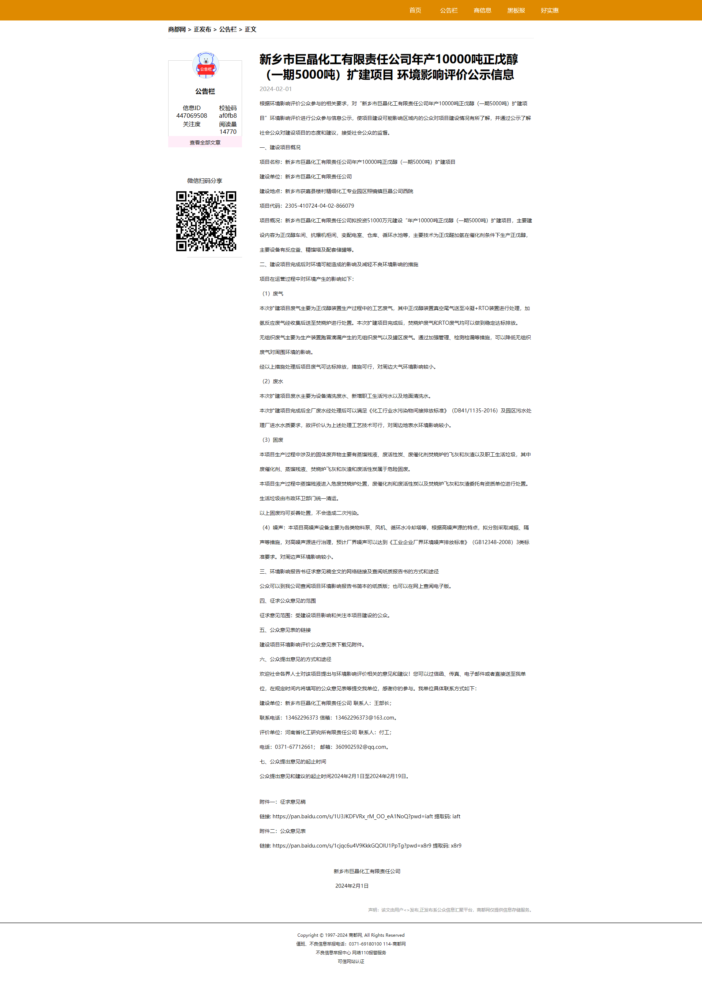 首页 公告栏 商信息 黑板报 好实惠
商都网 > 正发布 > 公告栏 > 正文
公告栏
公告栏
信息ID 校验码
447069508 af0fb8
关注度 阅读量
14770
查看全部文章
微信扫码分享
新乡市巨晶化工有限责任公司年产10000吨正戊醇
（一期5000吨）扩建项目 环境影响评价公示信息
2024-02-01
根据环境影响评价公众参与的相关要求，对“新乡市巨晶化工有限责任公司年产10000吨正戊醇（一期5000吨）扩建项
目”环境影响评价进行公众参与信息公示，使项目建设可能影响区域内的公众对项目建设情况有所了解，并通过公示了解
社会公众对建设项目的态度和建议，接受社会公众的监督。
一、建设项目概况
项目名称：新乡市巨晶化工有限责任公司年产10000吨正戊醇（一期5000吨）扩建项目
建设单位：新乡市巨晶化工有限责任公司
建设地点：新乡市获嘉县楼村精细化工专业园区照镜镇巨晶公司西院
项目代码：2305-410724-04-02-866079
项目概况：新乡市巨晶化工有限责任公司拟投资51000万元建设“年产10000吨正戊醇（一期5000吨）扩建项目，主要建
设内容为正戊醇车间、抗爆机柜间、变配电室、仓库、循环水池等，主要技术为正戊醛加氢在催化剂条件下生产正戊醇，
主要设备有反应釜、精馏塔及配套储罐等。
二、建设项目完成后对环境可能造成的影响及减轻不良环境影响的措施
项目在运营过程中对环境产生的影响如下：
（1）废气
本次扩建项目废气主要为正戊醇装置生产过程中的工艺废气，其中正戊醇装置真空尾气送至冷凝+RTO装置进行处理，加
氢反应废气经收集后送至焚烧炉进行处置。本次扩建项目完成后，焚烧炉废气和RTO废气均可以做到稳定达标排放。
无组织废气主要为生产装置跑冒滴漏产生的无组织废气以及罐区废气。通过加强管理、检测检漏等措施，可以降低无组织
废气对周围环境的影响。
经以上措施处理后项目废气可达标排放，措施可行，对周边大气环境影响较小。
（2）废水
本次扩建项目废水主要为设备清洗废水、新增职工生活污水以及地面清洗水。
本次扩建项目完成后全厂废水经处理后可以满足《化工行业水污染物间接排放标准》（DB41/1135-2016）及园区污水处
理厂进水水质要求，故评价认为上述处理工艺技术可行，对周边地表水环境影响较小。
（3）固废
本项目生产过程中涉及的固体废弃物主要有蒸馏残液、废活性炭、废催化剂焚烧炉的飞灰和灰渣以及职工生活垃圾，其中
废催化剂、蒸馏残液、焚烧炉飞灰和灰渣和废活性炭属于危险固废。
本项目生产过程中蒸馏残液进入危废焚烧炉处置，废催化剂和废活性炭以及焚烧炉飞灰和灰渣委托有资质单位进行处置。
生活垃圾由市政环卫部门统一清运。
以上固废均可妥善处置，不会造成二次污染。
（4）噪声：本项目高噪声设备主要为各类物料泵、风机、循环水冷却塔等，根据高噪声源的特点，拟分别采取减振、隔
声等措施，对高噪声源进行治理，预计厂界噪声可以达到《工业企业厂界环境噪声排放标准》（GB12348-2008）3类标
准要求。对周边声环境影响较小。
三、环境影响报告书征求意见稿全文的网络链接及查阅纸质报告书的方式和途径
公众可以到我公司查阅项目环境影响报告书简本的纸质版；也可以在网上查阅电子版。
四、征求公众意见的范围
征求意见范围：受建设项目影响和关注本项目建设的公众。
五、公众意见表的链接
建设项目环境影响评价公众意见表下载见附件。
六、公众提出意见的方式和途径
欢迎社会各界人士对该项目提出与环境影响评价相关的意见和建议！您可以过信函、传真、电子邮件或者直接送至我单
位，在规定时间内将填写的公众意见表等提交我单位，感谢你的参与。我单位具体联系方式如下：
建设单位：新乡市巨晶化工有限责任公司 联系人：王部长；
联系电话：13462296373 信箱：13462296373@163.com。
评价单位：河南省化工研究所有限责任公司 联系人：付工；
电话：0371-67712661； 邮箱：360902592@qq.com。
七、公众提出意见的起止时间
公众提出意见和建议的起止时间2024年2月1日至2024年2月19日。
附件一：征求意见稿
链接: https://pan.baidu.com/s/1U3JKDFVRx_rM_OO_eA1NoQ?pwd=iaft 提取码: iaft
附件二：公众意见表
链接: https://pan.baidu.com/s/1cjqc6u4V9KkkGQOIU1PpTg?pwd=x8r9 提取码: x8r9
新乡市巨晶化工有限责任公司
2024年2月1日
声明：该文由用户<>发布,正发布系公众信息汇聚平台，商都网仅提供信息存储服务。
Copyright © 1997-2024 商都网, All Rights Reserved
值班、不良信息举报电话：0371-69180100 114-商都网
不良信息举报中心 网络110报警服务
可信网站认证